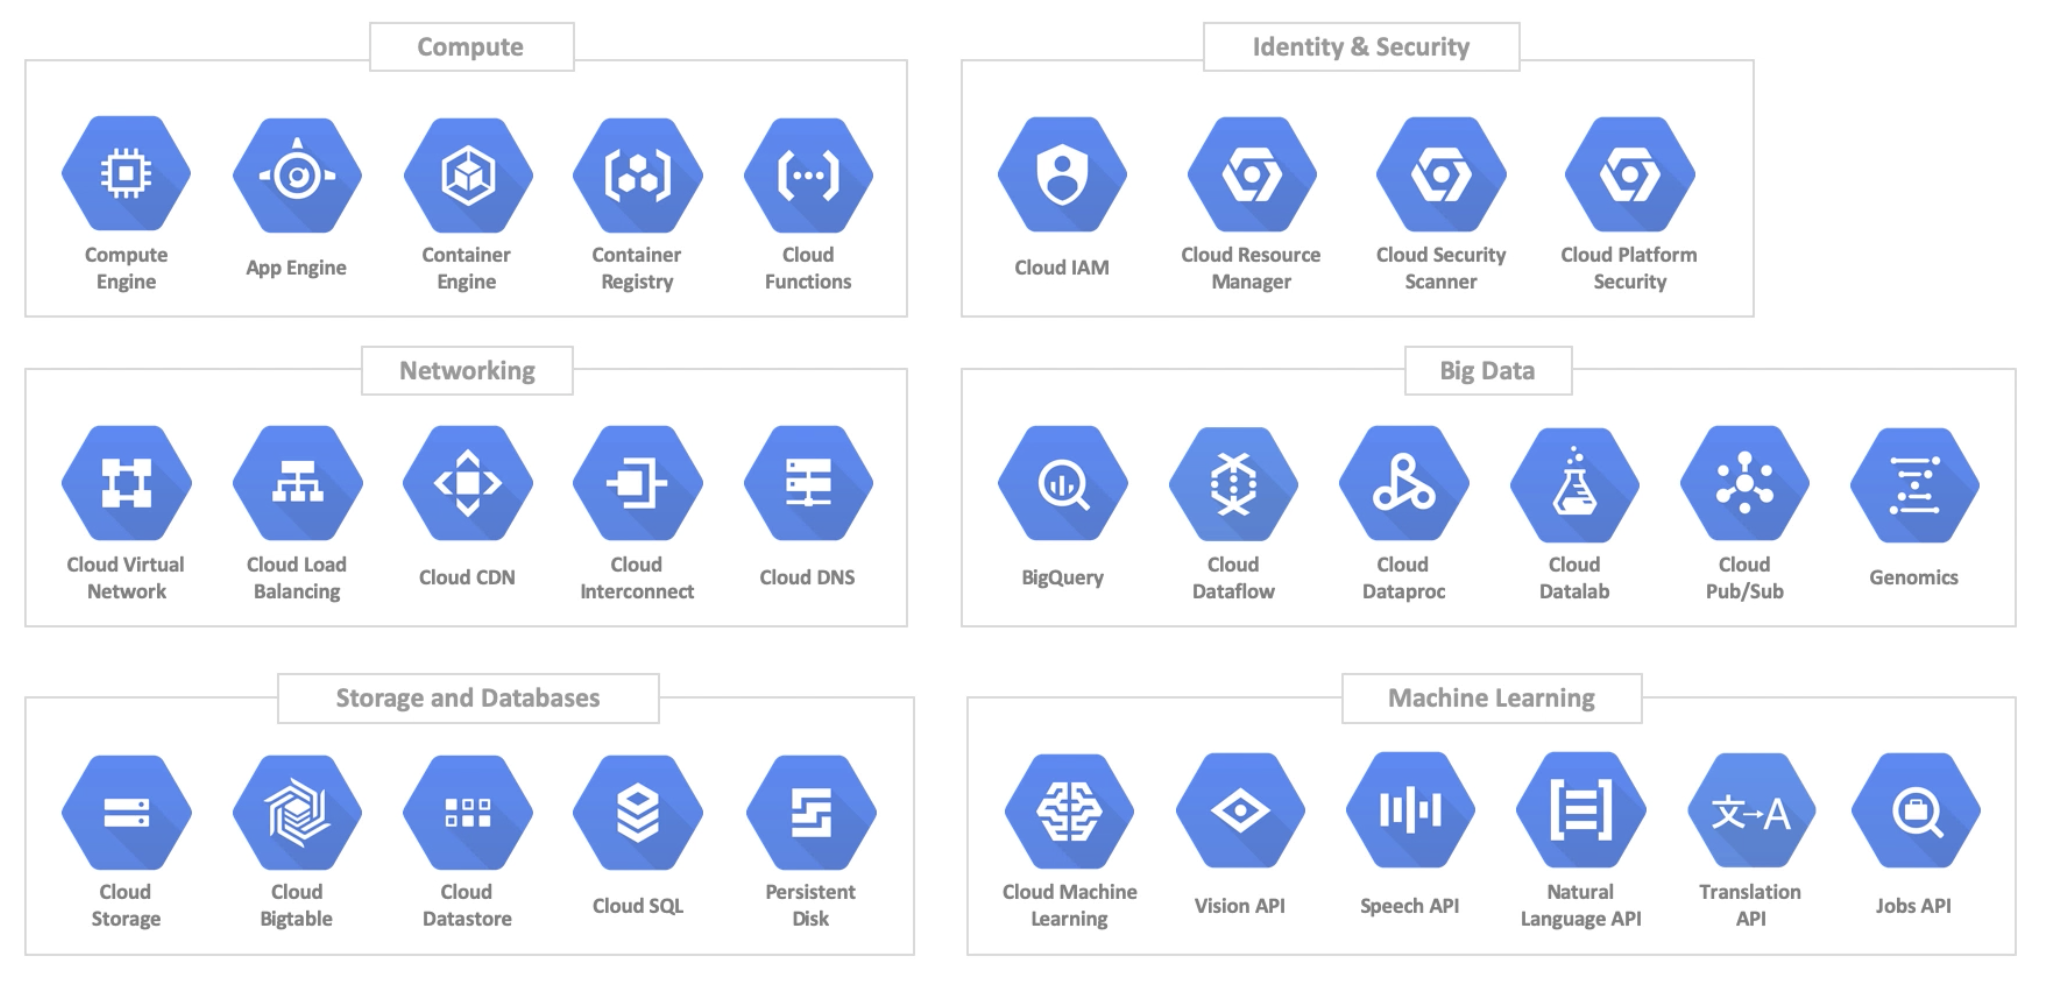 Compute
Compute
Engine
App Engine
Container
Engine
Container
Registry
Cloud
Functions
Identity & Security
Cloud IAM
Cloud Resource
Manager
Cloud Security
Scanner
Cloud Platform
Security
Networking
Cloud Virtual
Network
Cloud Load
Balancing
Cloud CDN
Cloud
Interconnect
Cloud DNS
Big Data
BigQuery
Cloud
Dataflow
Cloud
Dataproc
Cloud
Datalab
Cloud
Pub/Sub
Genomics
Storage and Databases
Cloud
Storage
Cloud
Bigtable
Cloud
Datastore
Cloud SQL
Persistent
Disk
Machine Learning
Cloud Machine
Learning
Vision API
Speech API
Natural
Language API
文→A
Translation
API
Jobs API